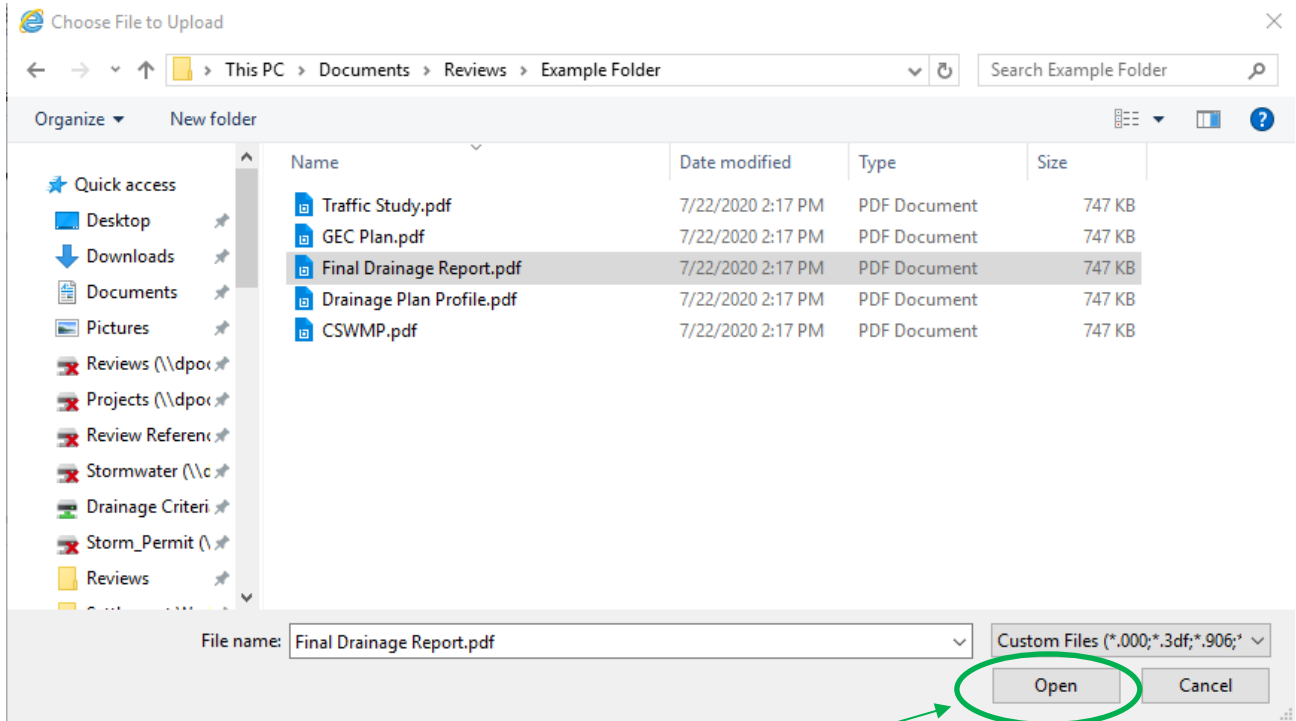 Choose File to Upload
This PC > Documents > Reviews > Example Folder
Search Example Folder
Organize
New folder
?
Name Date modified Type Size
Quick access
Desktop
Downloads
Documents
Pictures
Reviews (\\dpoc
Projects (\\dpoc
Review Referenc
Stormwater (\\c
Drainage Criteri
Storm_Permit (\
Reviews
Traffic Study.pdf 7/22/2020 2:17 PM PDF Document 747 KB
GEC Plan.pdf 7/22/2020 2:17 PM PDF Document 747 KB
Final Drainage Report.pdf 7/22/2020 2:17 PM PDF Document 747 KB
Drainage Plan Profile.pdf 7/22/2020 2:17 PM PDF Document 747 KB
CSWMP.pdf 7/22/2020 2:17 PM PDF Document 747 KB
File name: Final Drainage Report.pdf
Custom Files (*.000;*.3df;*.906;*
Open
Cancel